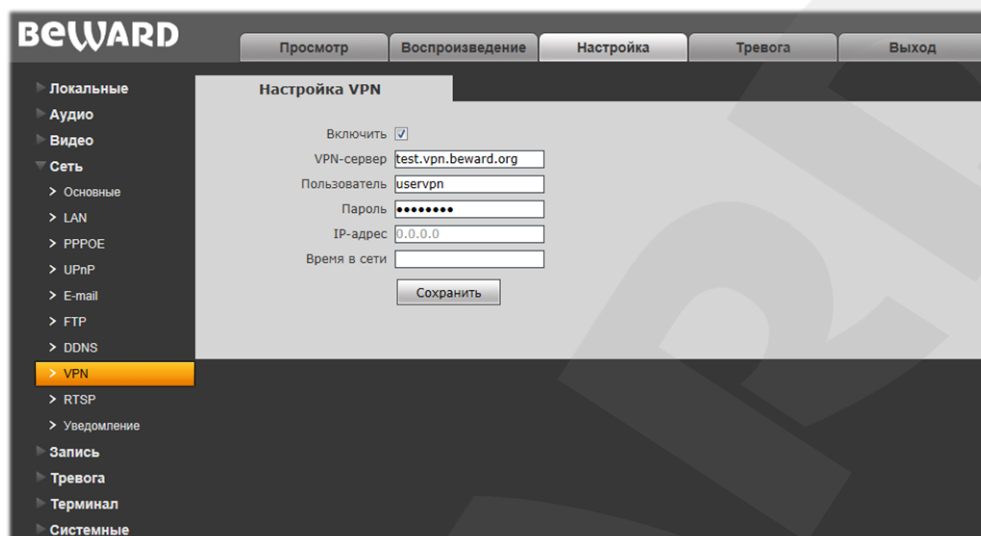 BEWARD
Просмотр
Воспроизведение
Настройка
Тревога
Выход
Локальные
Аудио
Видео
Сеть
Основные
LAN
PPPOE
UPnP
E-mail
FTP
DDNS
VPN
RTSP
Уведомление
Запись
Тревога
Терминал
Системные
Настройка VPN
Включить
VPN-сервер test.vpn.beward.org
Пользователь uservpn
Пароль ••••••••
IP-адрес 0.0.0.0
Время в сети
Сохранить